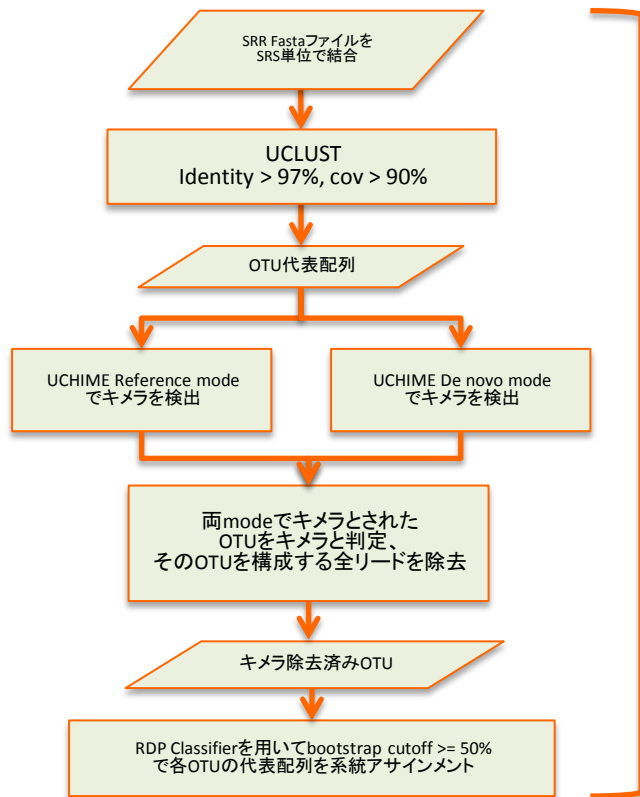 SRR Fastaファイルを
SRS単位で結合
UCLUST
Identity > 97%, cov > 90%
OTU代表配列
UCHIME Reference mode
でキメラを検出
UCHIME De novo mode
でキメラを検出
両modeでキメラとされた
OTUをキメラと判定、
そのOTUを構成する全リードを除去
キメラ除去済みOTU
RDP Classifierを用いてbootstrap cutoff >= 50%
で各OTUの代表配列を系統アサインメント